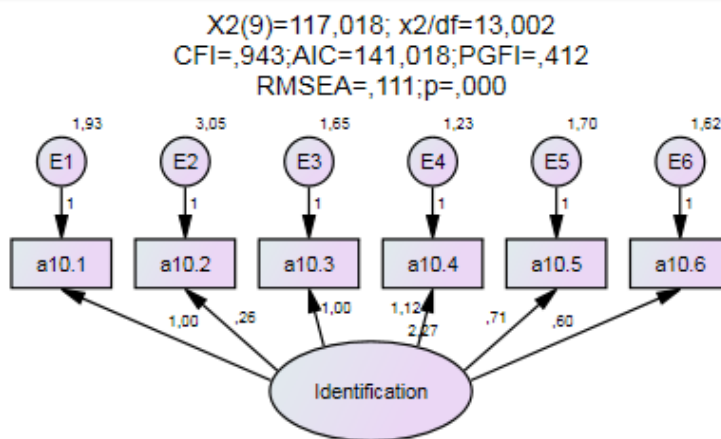 X2(9)=117,018; x2/df=13,002
CFI=,943;AIC=141,018;PGFI=,412
RMSEA=,111;p=,000
1,93 3,05 1,65 1,23 1,70 1,62
E1 E2 E3 E4 E5 E6
1 1 1 1 1 1
a10.1 a10.2 a10.3 a10.4 a10.5 a10.6
1,00 ,26 1,00 1,12 ,71 ,60
2,27
Identification